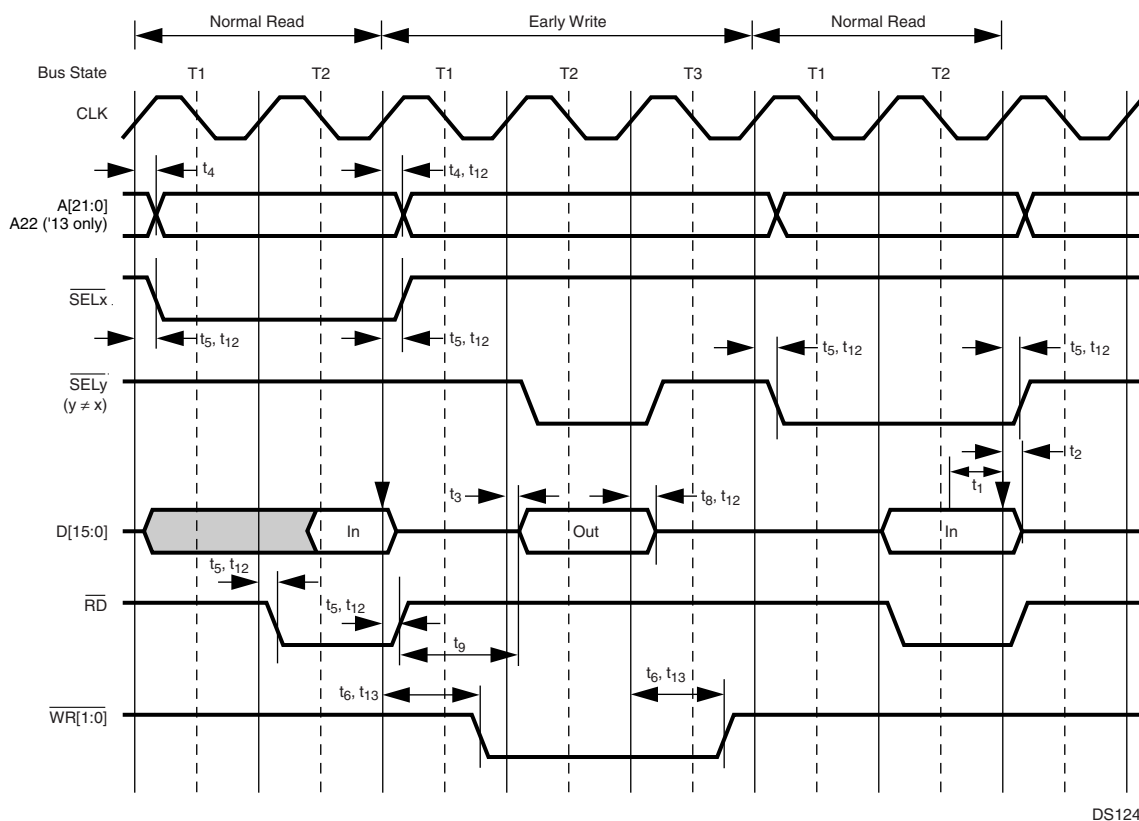 Normal Read Early Write Normal Read
Bus State T1 T2 T1 T2 T3 T1 T2
CLK
t4 t4, t12
A[21:0]
A22 ('13 only)
SELx
t5, t12 t5, t12 t5, t12 t5, t12
SELy
(y ≠ x)
t2
t1
t3 t8, t12
D[15:0] In Out In
t5, t12
RD t5, t12
t9
t6, t13 t6, t13
WR[1:0]
DS124